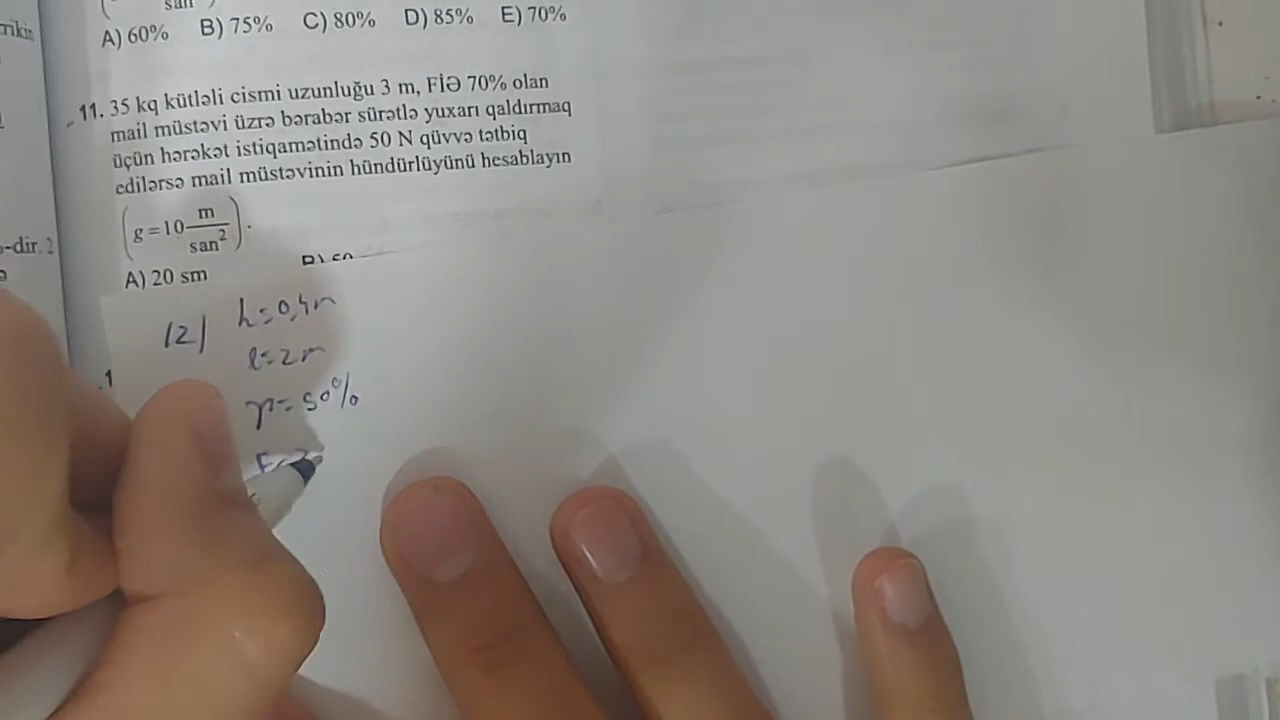 A) 60% B) 75% C) 80% D) 85% E) 70%
11. 35 kq kütləli cismi uzunluğu 3 m, FİƏ 70% olan
mail müstəvi üzrə bərabər sürətlə yuxarı qaldırmaq
üçün hərəkət istiqamətində 50 N qüvvə tətbiq
edilərsə mail müstəvinin hündürlüyünü hesablayın
(g = 10 m/san²).
A) 20 sm
12) h = 0,4m
l = 2m
η = 50%
-dir. 2